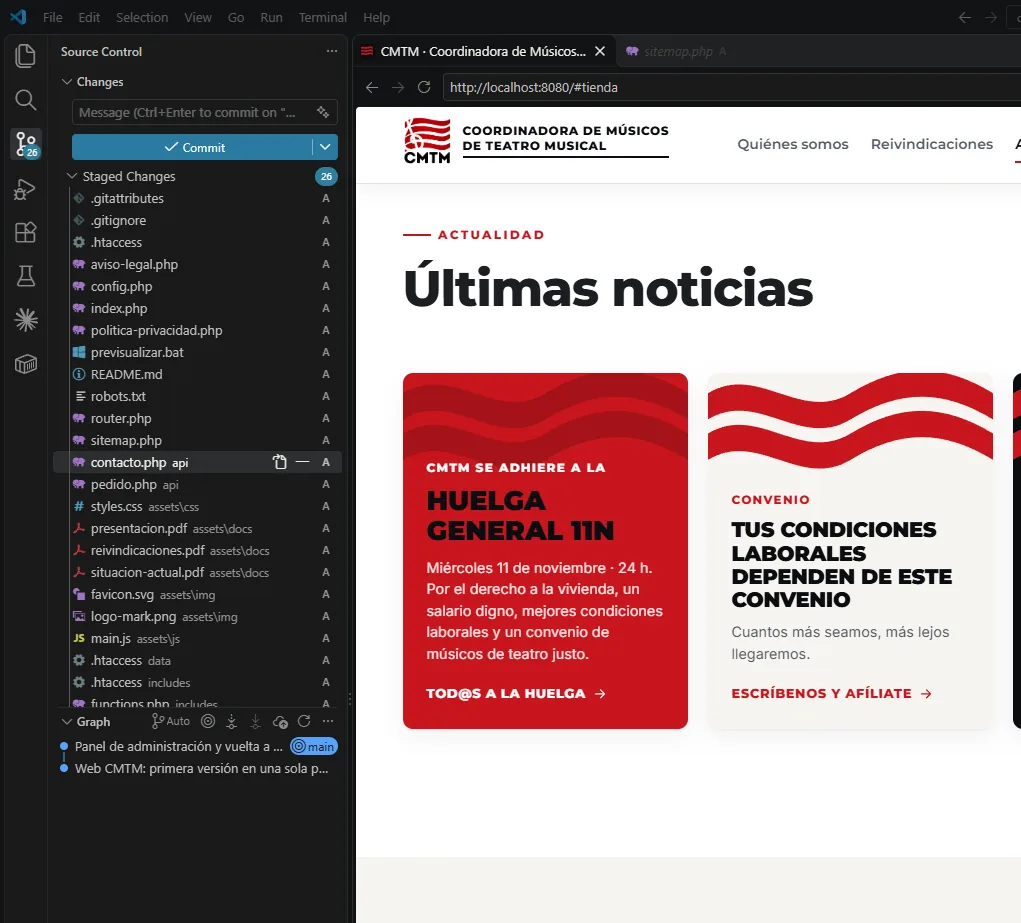 File Edit Selection View Go Run Terminal Help
Source Control
Changes
Message (Ctrl+Enter to commit on "...
Commit
Staged Changes 26
.gitattributes A
.gitignore A
.htaccess A
aviso-legal.php A
config.php A
index.php A
politica-privacidad.php A
previsualizar.bat A
README.md A
robots.txt A
router.php A
sitemap.php A
contacto.php api A
pedido.php api A
styles.css assets\css A
presentacion.pdf assets\docs A
reivindicaciones.pdf assets\docs A
situacion-actual.pdf assets\docs A
favicon.svg assets\img A
logo-mark.png assets\img A
JS main.js assets\js A
.htaccess data A
.htaccess includes A
functions.php includes A
26
Graph Auto
Panel de administración y vuelta a ... main
Web CMTM: primera versión en una sola p...
CMTM · Coordinadora de Músicos... sitemap.php A
http://localhost:8080/#tienda
CMTM
COORDINADORA DE MÚSICOS
DE TEATRO MUSICAL
Quiénes somos Reivindicaciones A
ACTUALIDAD
Últimas noticias
CMTM SE ADHIERE A LA
HUELGA
GENERAL 11N
Miércoles 11 de noviembre · 24 h.
Por el derecho a la vivienda, un
salario digno, mejores condiciones
laborales y un convenio de
músicos de teatro justo.
TOD@S A LA HUELGA →
CONVENIO
TUS CONDICIONES
LABORALES
DEPENDEN DE ESTE
CONVENIO
Cuantos más seamos, más lejos
llegaremos.
ESCRÍBENOS Y AFÍLIATE →